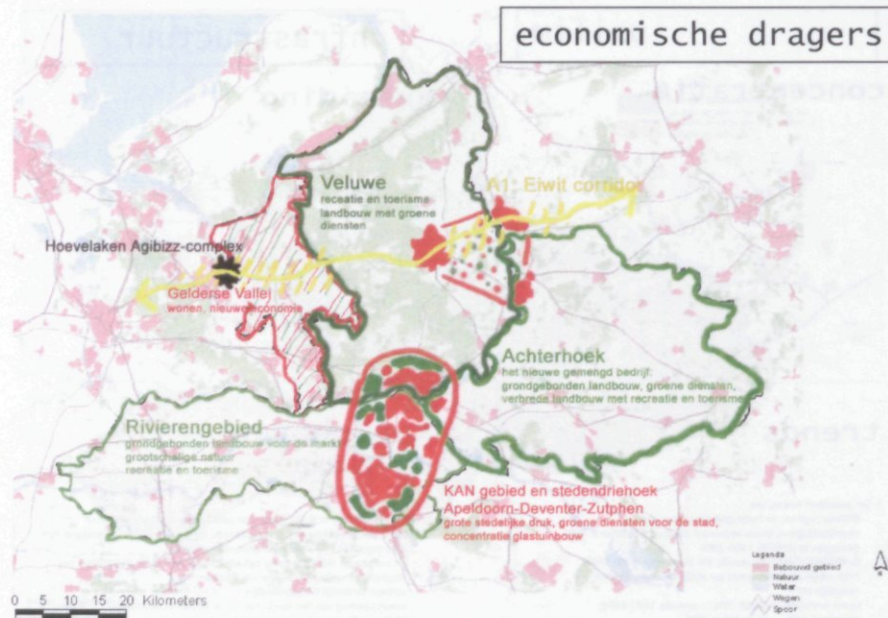 economische dragers
Veluwe
receatie en toerisme
landbouw met groene
diensten
A1: Eiwit corridor
Hoevelaken Agibizz-complex
Gelderse Vallei
wonen, nieuwe economie
Achterhoek
het nieuwe gemengd bedrijf:
grondgebonden landbouw, groene diensten,
verbrede landbouw met recreatie en toerisme
Rivierengebied
grondgebonden landbouw voor de markt
grootschalige natuur
recreatie en toerisme
KAN gebied en stedendriehoek
Apeldoorn-Deventer-Zutphen
grote stedelijke druk, groene diensten voor de stad,
concentratie glastuinbouw
Legenda
Bebouwd gebied
Natuur
Water
Wegen
Spoor
0 5 10 15 20 Kilometers